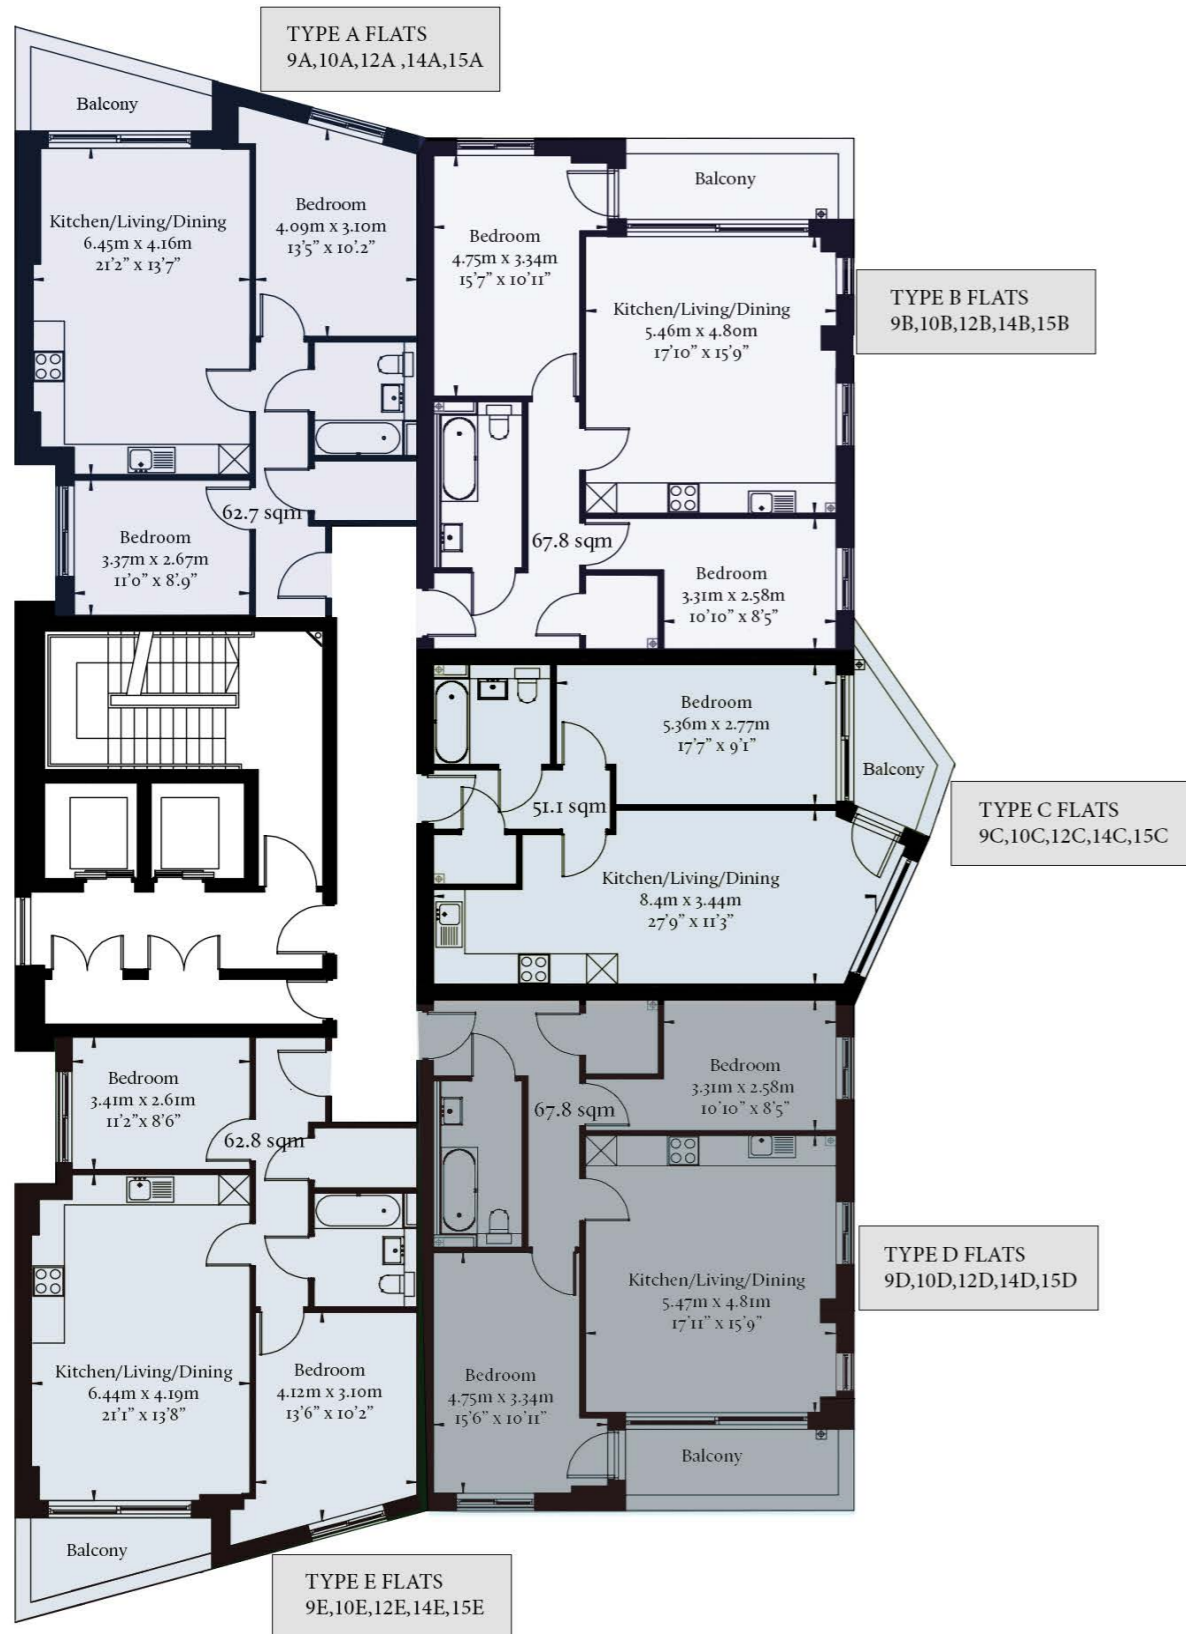 TYPE A FLATS
9A,10A,12A ,14A,15A
Balcony
Kitchen/Living/Dining
6.45m x 4.16m
21'2" x 13'7"
Bedroom
4.09m x 3.10m
13'5" x 10'.2"
Bedroom
3.37m x 2.67m
11'0" x 8'.9"
62.7 sqm
Balcony
Bedroom
4.75m x 3.34m
15'7" x 10'11"
Kitchen/Living/Dining
5.46m x 4.80m
17'10" x 15'9"
TYPE B FLATS
9B,10B,12B,14B,15B
67.8 sqm
Bedroom
3.31m x 2.58m
10'10" x 8'5"
Bedroom
5.36m x 2.77m
17'7" x 9'1"
Balcony
51.1 sqm
TYPE C FLATS
9C,10C,12C,14C,15C
Kitchen/Living/Dining
8.4m x 3.44m
27'9" x 11'3"
Bedroom
3.41m x 2.61m
11'2" x 8'6"
62.8 sqm
Bedroom
3.31m x 2.58m
10'10" x 8'5"
67.8 sqm
TYPE D FLATS
9D,10D,12D,14D,15D
Kitchen/Living/Dining
5.47m x 4.81m
17'11" x 15'9"
Kitchen/Living/Dining
6.44m x 4.19m
21'1" x 13'8"
Bedroom
4.12m x 3.10m
13'6" x 10'2"
Bedroom
4.75m x 3.34m
15'6" x 10'11"
Balcony
Balcony
TYPE E FLATS
9E,10E,12E,14E,15E